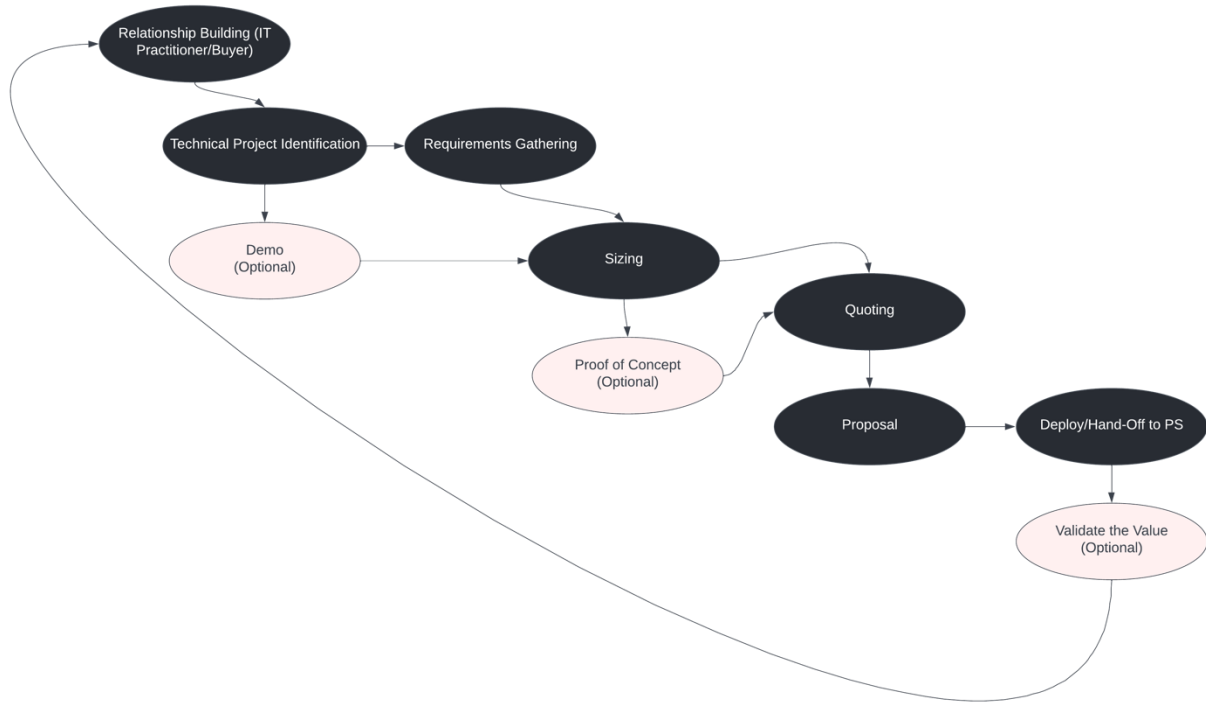 Relationship Building (IT
Practitioner/Buyer)
Technical Project Identification
Requirements Gathering
Demo
(Optional)
Sizing
Quoting
Proof of Concept
(Optional)
Proposal
Deploy/Hand-Off to PS
Validate the Value
(Optional)